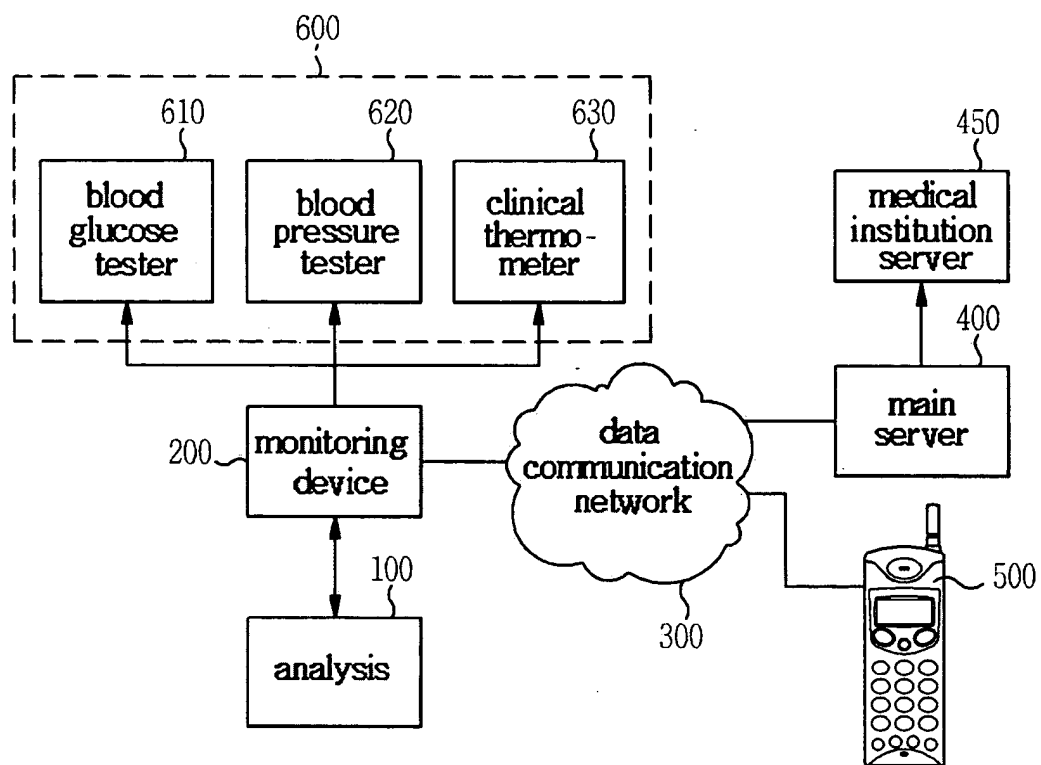 600
610
620
630
blood
glucose
tester
blood
pressure
tester
clinical
thermo-
meter
450
medical
institution
server
400
main
server
200
monitoring
device
data
communication
network
300
500
100
analysis